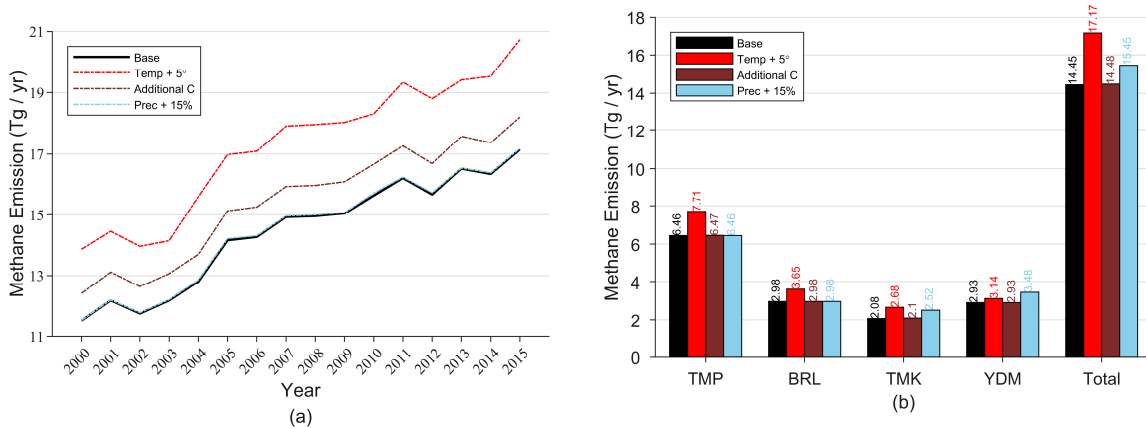 21
19
17
15
13
11
Methane Emission (Tg / yr)
Base
Temp + 5°
Additional C
Prec + 15%
2000
2001
2002
2003
2004
2005
2006
2007
2008
2009
2010
2011
2012
2013
2014
2015
Year
(a)
18
16
14
12
10
8
6
4
2
0
Methane Emission (Tg / yr)
Base
Temp + 5°
Additional C
Prec + 15%
6.46
7.71
6.47
6.46
2.98
3.65
2.98
2.98
2.08
2.68
2.1
2.52
2.93
3.14
2.93
3.48
14.45
17.17
14.48
15.45
TMP
BRL
TMK
YDM
Total
(b)